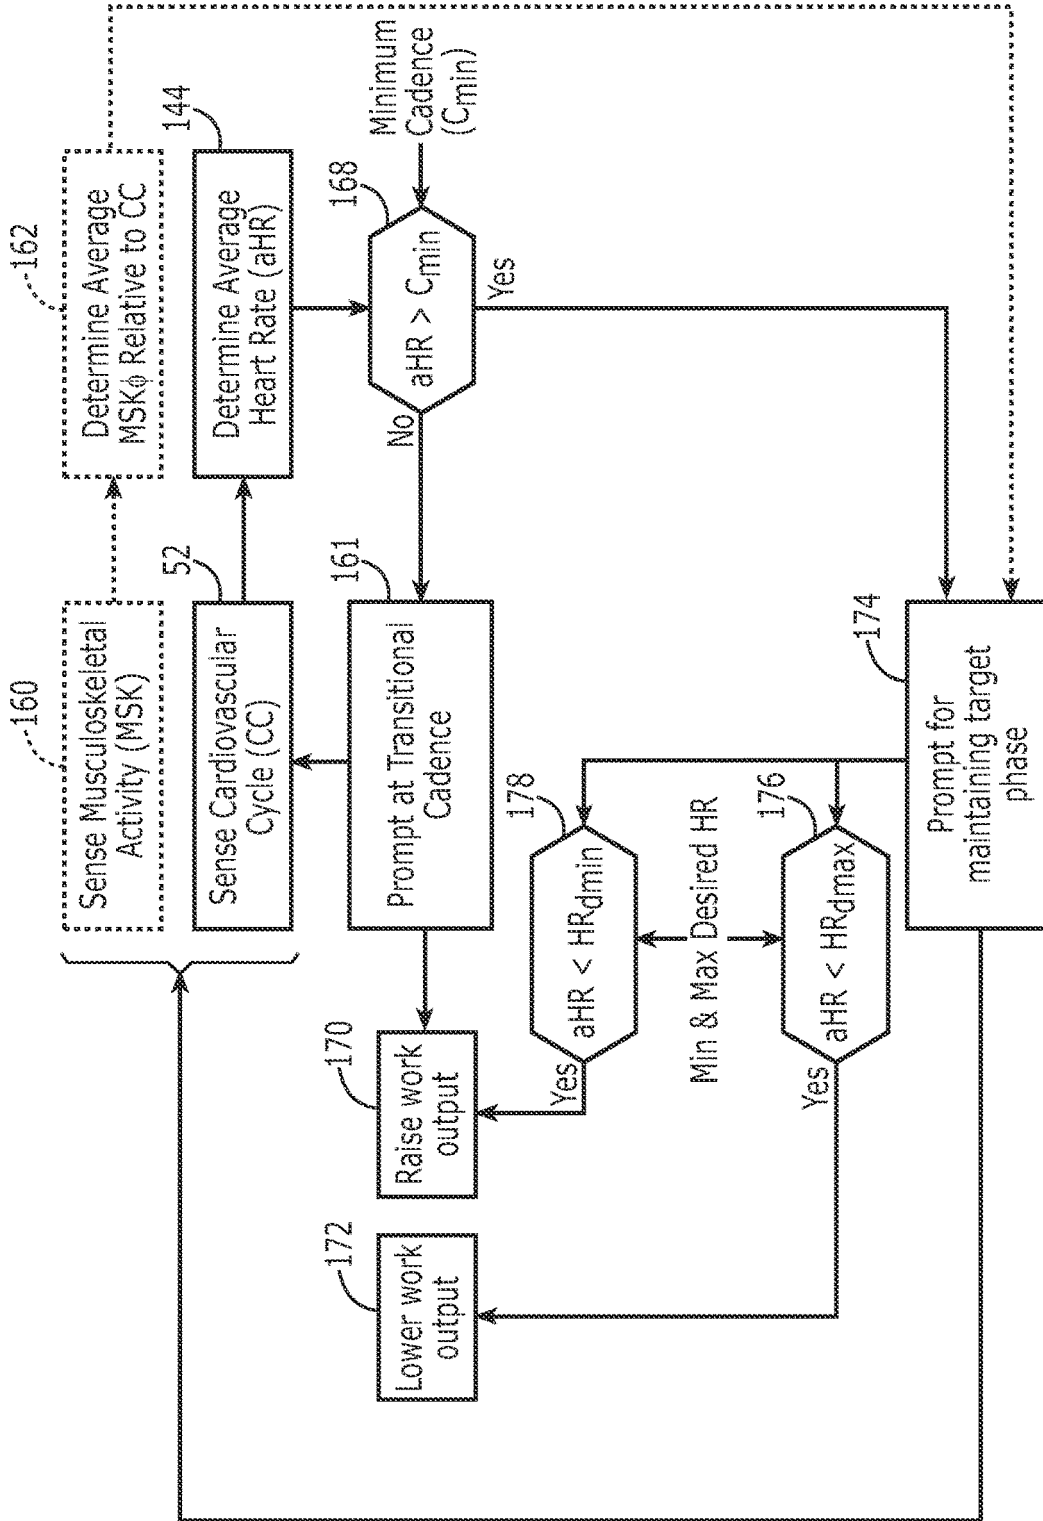 160
Sense Musculoskeletal
Activity (MSK)
162
Determine Average
MSKϕ Relative to CC
52
Sense Cardiovascular
Cycle (CC)
144
Determine Average
Heart Rate (aHR)
161
Prompt at Transitional
Cadence
No
168
aHR > Cmin
Yes
Minimum
Cadence
(Cmin)
172
Lower work
output
170
Raise work
output
Yes
178
aHR < HRdmin
Min & Max Desired HR
Yes
176
aHR < HRdmax
174
Prompt for
maintaining target
phase